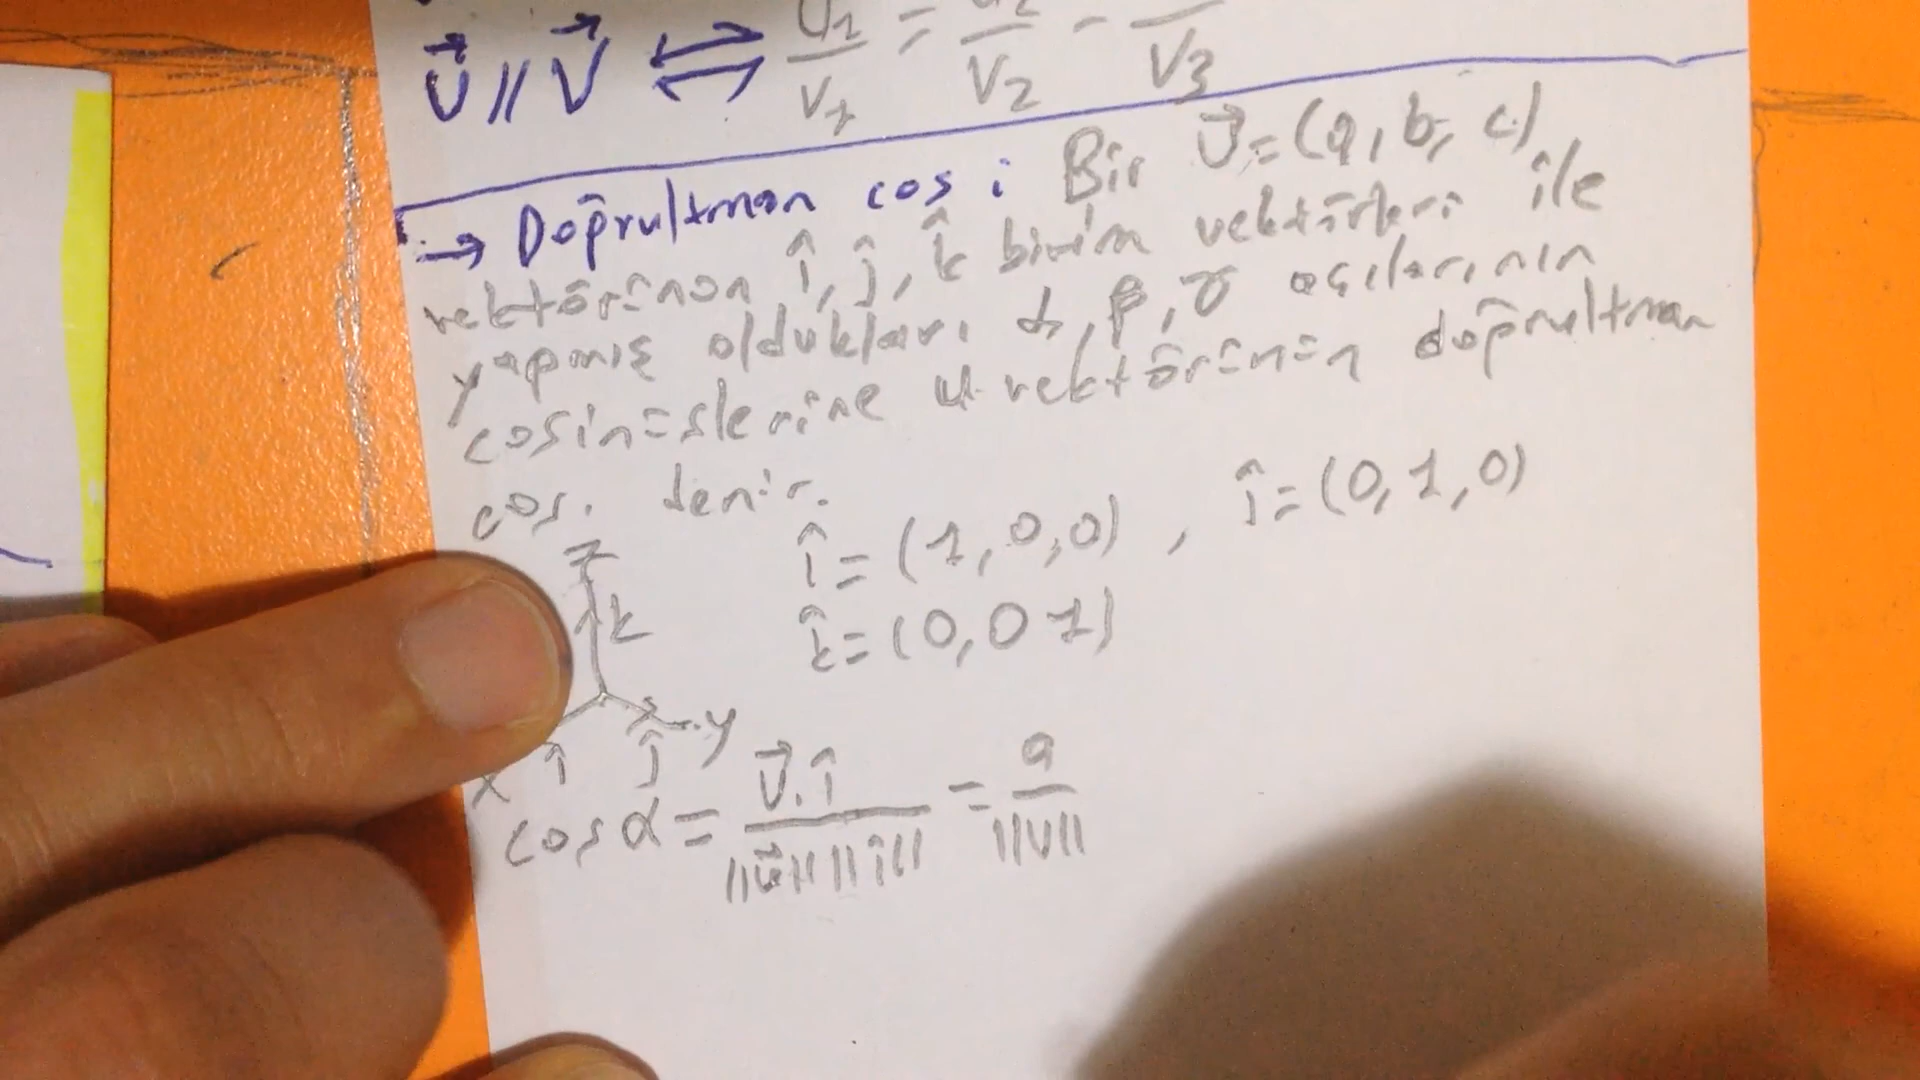 U⃗ // V⃗ ⇔ U1/V1 = U2/V2 = /V3
→ Doğrultman cos : Bir U⃗ = (a, b, c)
vektörünün î, ĵ, k̂ birim vektörleri ile
yapmış oldukları α, β, γ açılarının
cosinüslerine u vektörünün doğrultman
cos. denir.
î = (1, 0, 0) , ĵ = (0, 1, 0)
k̂ = (0, 0 1)
z
k
y
x î ĵ
cos α = U⃗ . î / ||u⃗|| ||î|| = a / ||U||